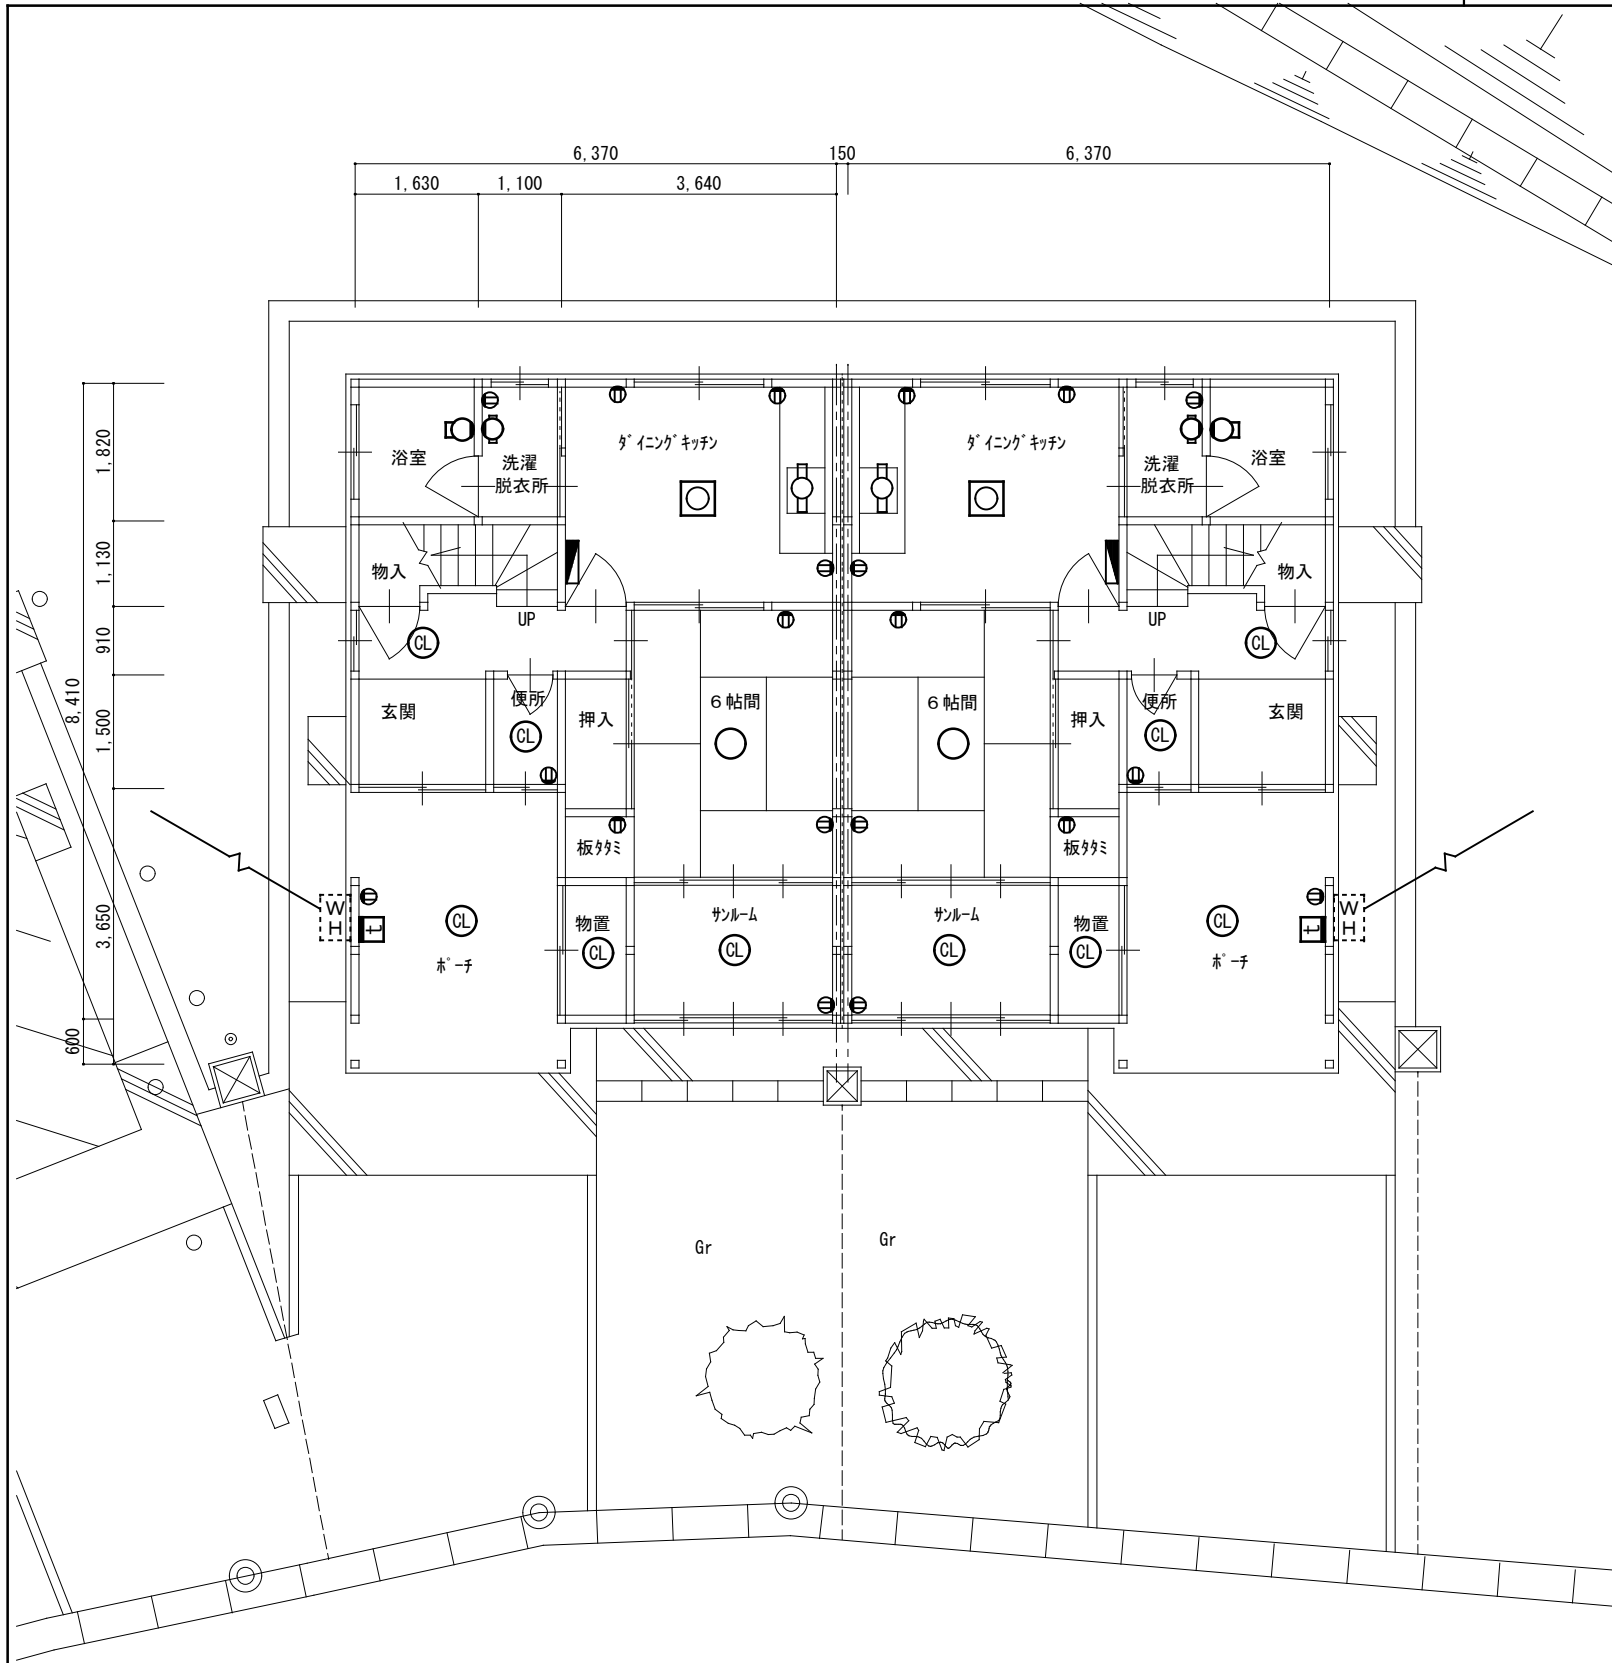 6,370 150 6,370
1,630 1,100 3,640
1,820
1,130
910
1,500
3,650
8,410
600
浴室
洗濯
脱衣所
ダイニングキッチン
ダイニングキッチン
洗濯
脱衣所
浴室
物入
物入
UP
UP
CL
CL
玄関
便所
押入
6帖間
6帖間
押入
便所
玄関
CL
CL
板タタミ
板タタミ
W
H
t
CL
ポーチ
物置
CL
サンルーム
CL
サンルーム
CL
物置
CL
CL
ポーチ
t
W
H
Gr
Gr